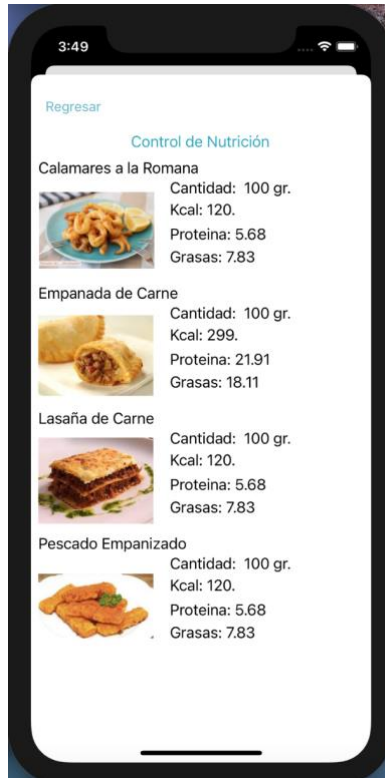 3:49
Regresar
Control de Nutrición
Calamares a la Romana
Cantidad: 100 gr.
Kcal: 120.
Proteina: 5.68
Grasas: 7.83
Empanada de Carne
Cantidad: 100 gr.
Kcal: 299.
Proteina: 21.91
Grasas: 18.11
Lasaña de Carne
Cantidad: 100 gr.
Kcal: 120.
Proteina: 5.68
Grasas: 7.83
Pescado Empanizado
Cantidad: 100 gr.
Kcal: 120.
Proteina: 5.68
Grasas: 7.83